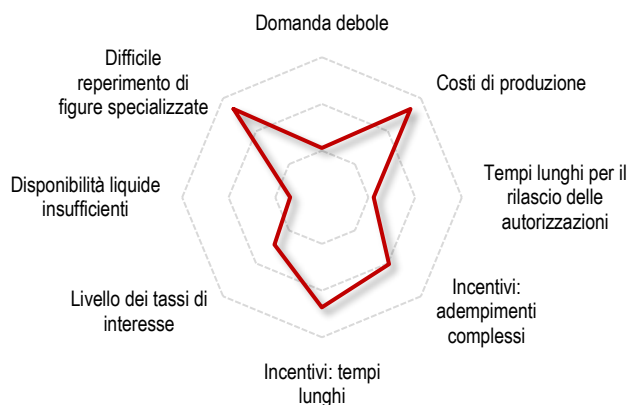 Domanda debole
Costi di produzione
Tempi lunghi per il
rilascio delle
autorizzazioni
Incentivi:
adempimenti
complessi
Incentivi: tempi
lunghi
Livello dei tassi di
interesse
Disponibilità liquide
insufficienti
Difficile
reperimento di
figure specializzate